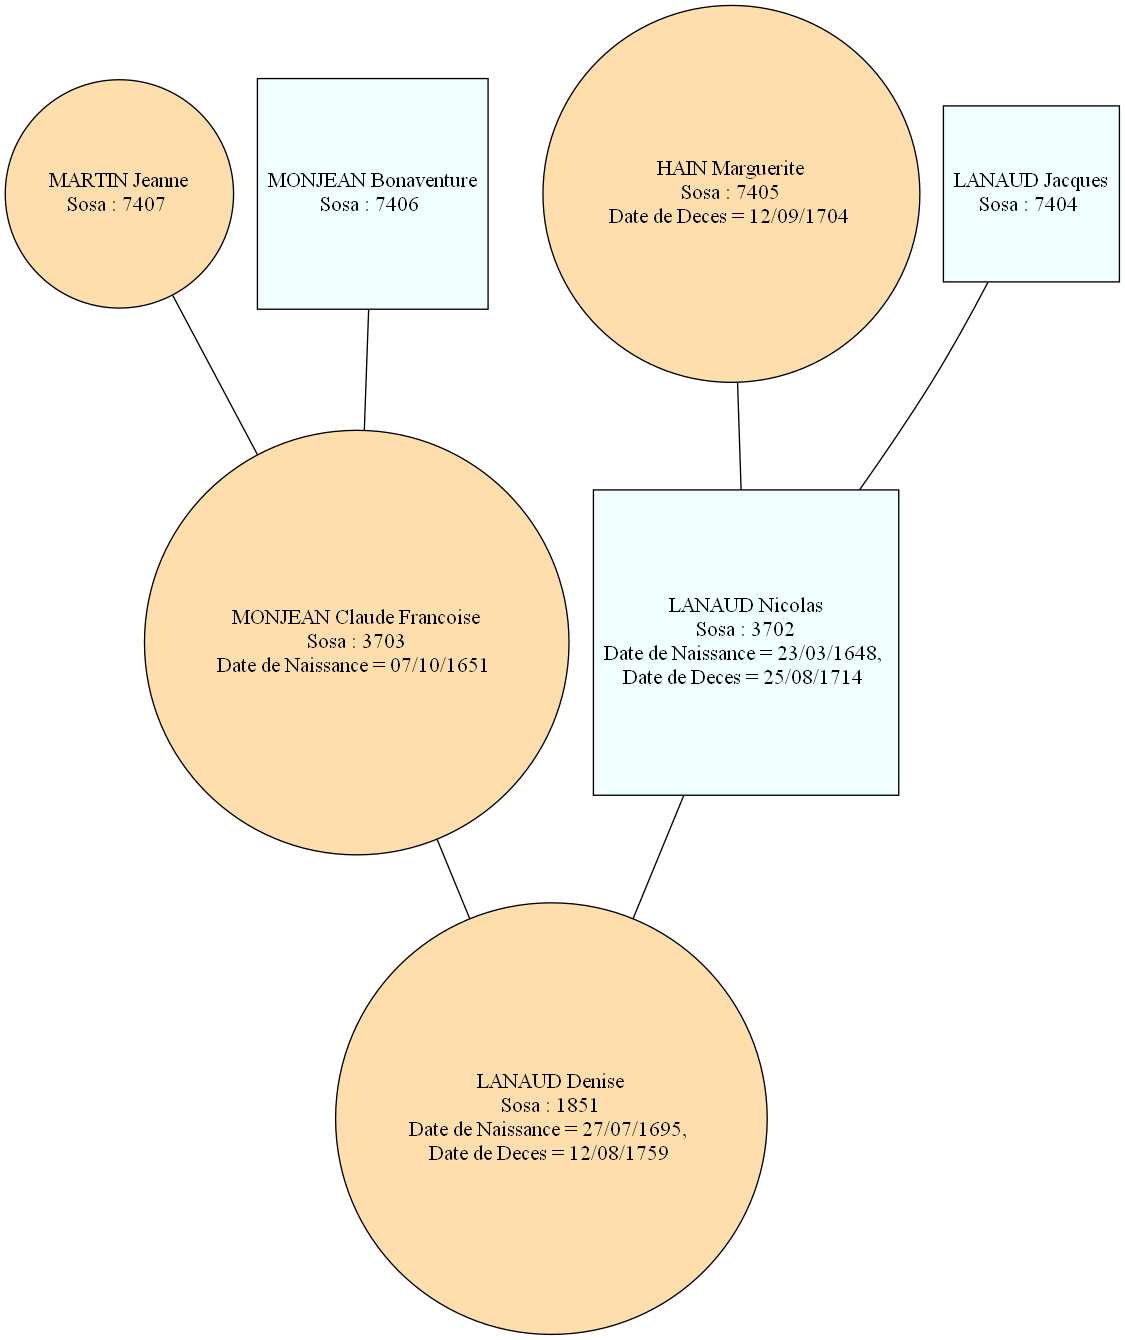 MARTIN Jeanne
Sosa : 7407
MONJEAN Bonaventure
Sosa : 7406
HAIN Marguerite
Sosa : 7405
Date de Deces = 12/09/1704
LANAUD Jacques
Sosa : 7404
MONJEAN Claude Francoise
Sosa : 3703
Date de Naissance = 07/10/1651
LANAUD Nicolas
Sosa : 3702
Date de Naissance = 23/03/1648,
Date de Deces = 25/08/1714
LANAUD Denise
Sosa : 1851
Date de Naissance = 27/07/1695,
Date de Deces = 12/08/1759